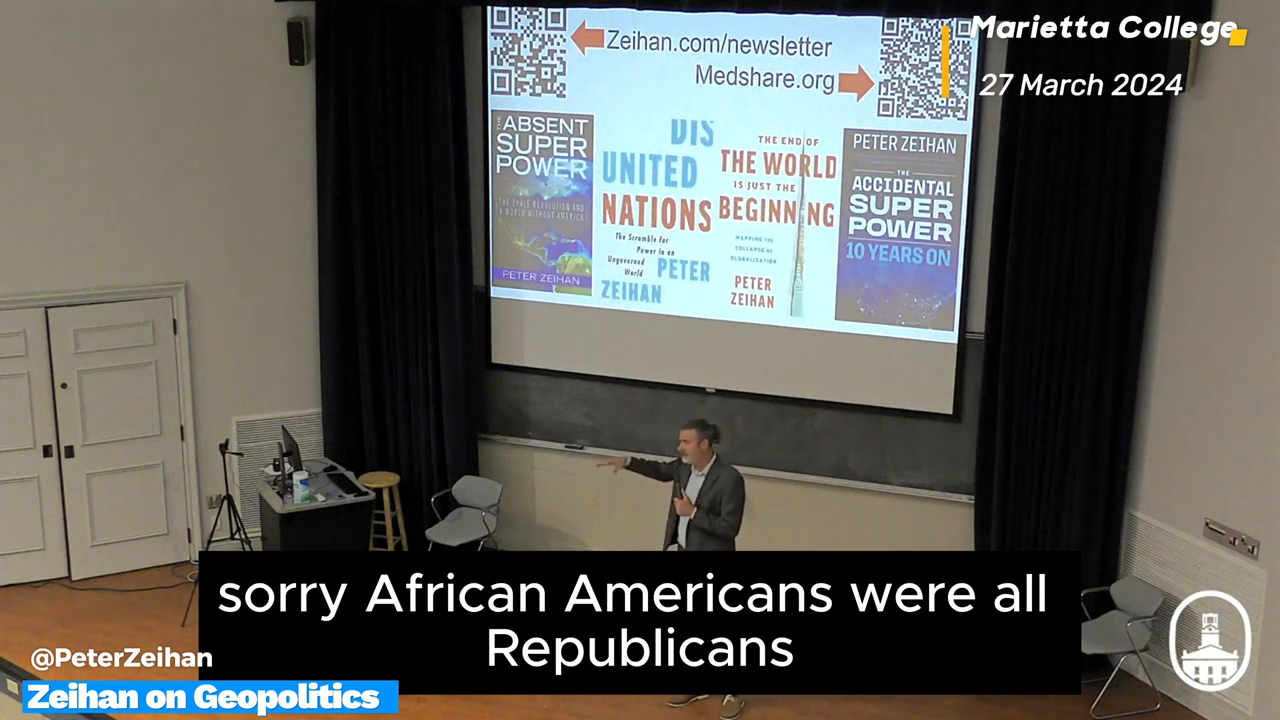 Marietta College
27 March 2024
Zeihan.com/newsletter
Medshare.org
THE
ABSENT
SUPER
POWER
THE SHALE REVOLUTION AND
A WORLD WITHOUT AMERICA
PETER ZEIHAN
DIS
UNITED
NATIONS
The Scramble for
Power in an
Ungoverned
World
PETER
ZEIHAN
THE END OF
THE WORLD
IS JUST THE
BEGINNING
MAPPING THE
COLLAPSE OF
GLOBALIZATION
PETER
ZEIHAN
PETER ZEIHAN
THE
ACCIDENTAL
SUPER
POWER
10 YEARS ON
sorry African Americans were all
Republicans
@PeterZeihan
Zeihan on Geopolitics